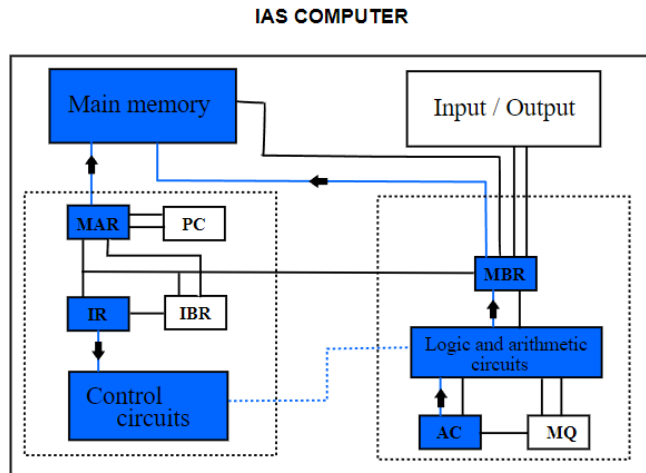 IAS COMPUTER
Main memory
Input / Output
MAR
PC
MBR
IR
IBR
Logic and arithmetic
circuits
Control
circuits
AC
MQ